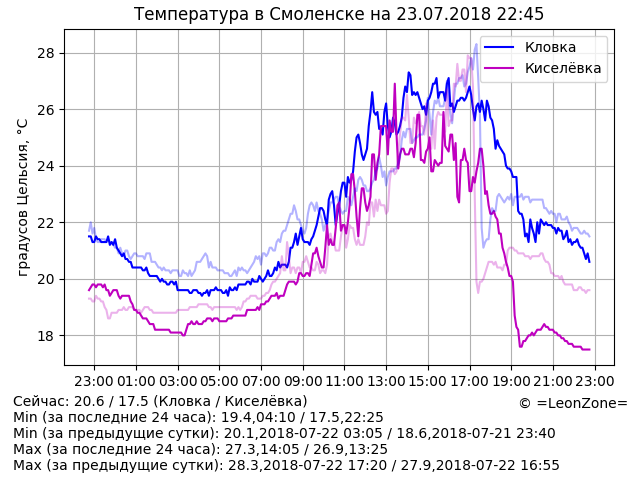 Температура в Смоленске на 23.07.2018 22:45
градусов Цельсия, °C
28
26
24
22
20
18
Кловка
Киселёвка
23:00 01:00 03:00 05:00 07:00 09:00 11:00 13:00 15:00 17:00 19:00 21:00 23:00
Сейчас: 20.6 / 17.5 (Кловка / Киселёвка)
© =LeonZone=
Min (за последние 24 часа): 19.4,04:10 / 17.5,22:25
Min (за предыдущие сутки): 20.1,2018-07-22 03:05 / 18.6,2018-07-21 23:40
Max (за последние 24 часа): 27.3,14:05 / 26.9,13:25
Max (за предыдущие сутки): 28.3,2018-07-22 17:20 / 27.9,2018-07-22 16:55